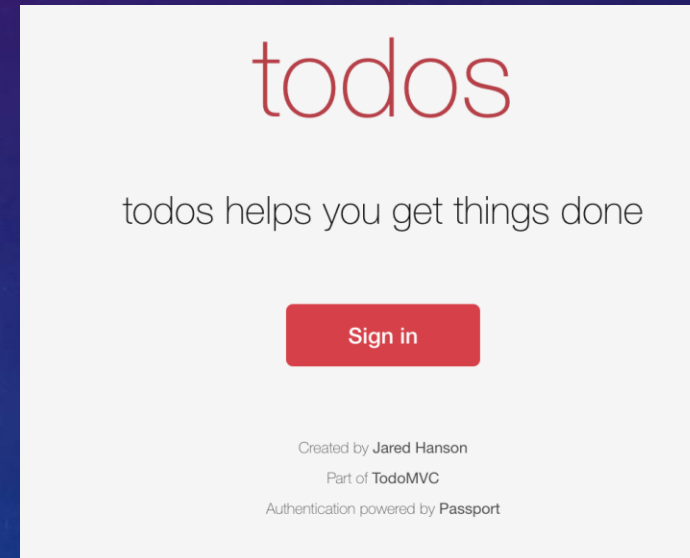 todos
todos helps you get things done
Sign in
Created by Jared Hanson
Part of TodoMVC
Authentication powered by Passport